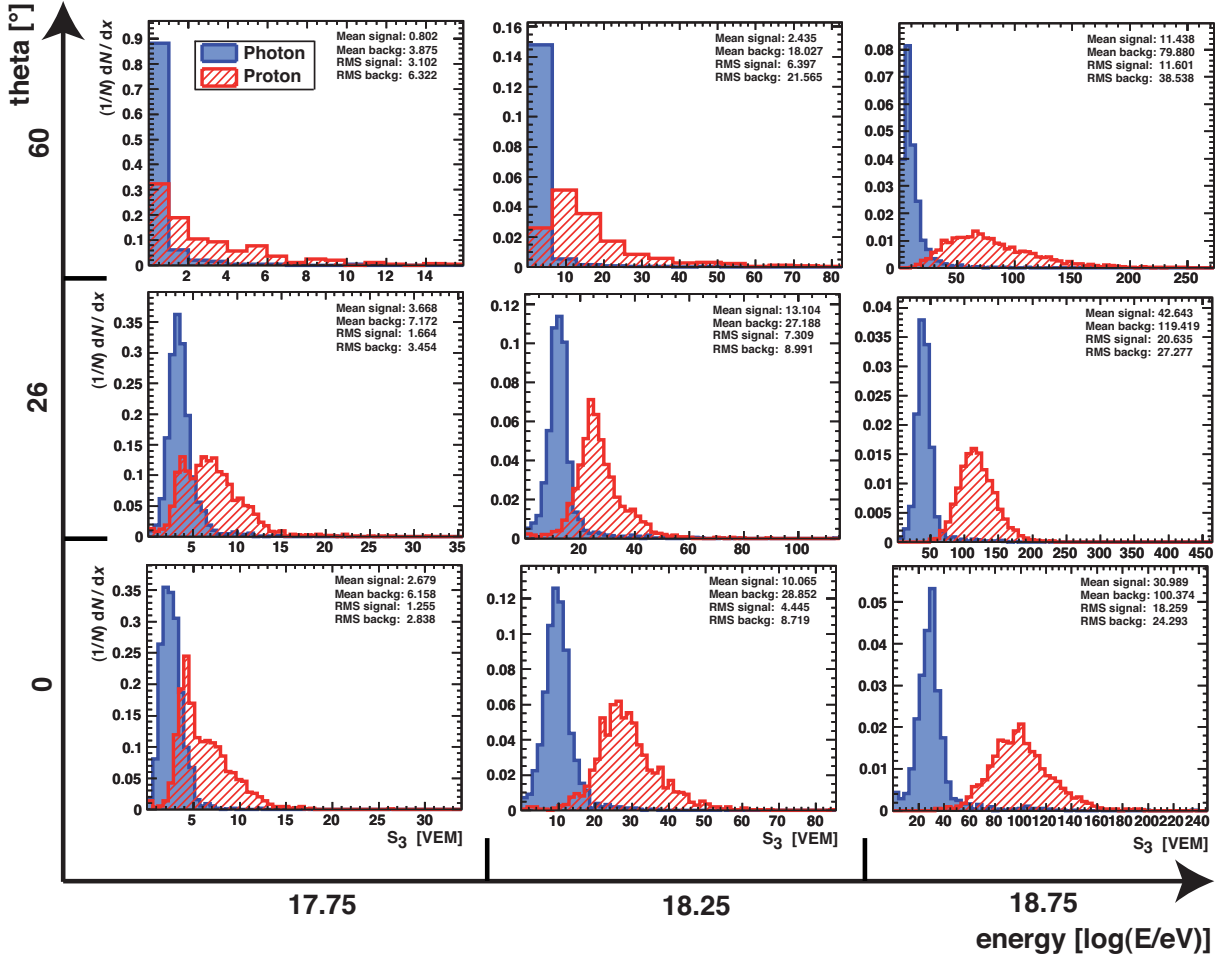 theta [°]
60
26
0
(1/N) dN / dx
0.9
0.8
0.7
0.6
0.5
0.4
0.3
0.2
0.1
0
Photon
Proton
Mean signal: 0.802
Mean backg: 3.875
RMS signal: 3.102
RMS backg: 6.322
2 4 6 8 10 12 14
0.16
0.14
0.12
0.1
0.08
0.06
0.04
0.02
0
Mean signal: 2.435
Mean backg: 18.027
RMS signal: 6.397
RMS backg: 21.565
10 20 30 40 50 60 70 80
0.08
0.07
0.06
0.05
0.04
0.03
0.02
0.01
0
Mean signal: 11.438
Mean backg: 79.880
RMS signal: 11.601
RMS backg: 38.538
50 100 150 200 250
(1/N) dN / dx
0.35
0.3
0.25
0.2
0.15
0.1
0.05
0
Mean signal: 3.668
Mean backg: 7.172
RMS signal: 1.664
RMS backg: 3.454
5 10 15 20 25 30 35
0.12
0.1
0.08
0.06
0.04
0.02
0
Mean signal: 13.104
Mean backg: 27.188
RMS signal: 7.309
RMS backg: 8.991
20 40 60 80 100
0.04
0.035
0.03
0.025
0.02
0.015
0.01
0.005
0.000
Mean signal: 42.643
Mean backg: 119.419
RMS signal: 20.635
RMS backg: 27.277
50 100 150 200 250 300 350 400 450
(1/N) dN / dx
0.35
0.3
0.25
0.2
0.15
0.1
0.05
0
Mean signal: 2.679
Mean backg: 6.158
RMS signal: 1.255
RMS backg: 2.838
5 10 15 20 25 30
S3 [VEM]
0.12
0.1
0.08
0.06
0.04
0.02
0.00
Mean signal: 10.065
Mean backg: 28.852
RMS signal: 4.445
RMS backg: 8.719
10 20 30 40 50 60 70 80
S3 [VEM]
0.05
0.04
0.03
0.02
0.01
0
Mean signal: 30.989
Mean backg: 100.374
RMS signal: 18.259
RMS backg: 24.293
20 40 60 80 100 120 140 160 180 200 220 240
S3 [VEM]
17.75
18.25
18.75
energy [log(E/eV)]